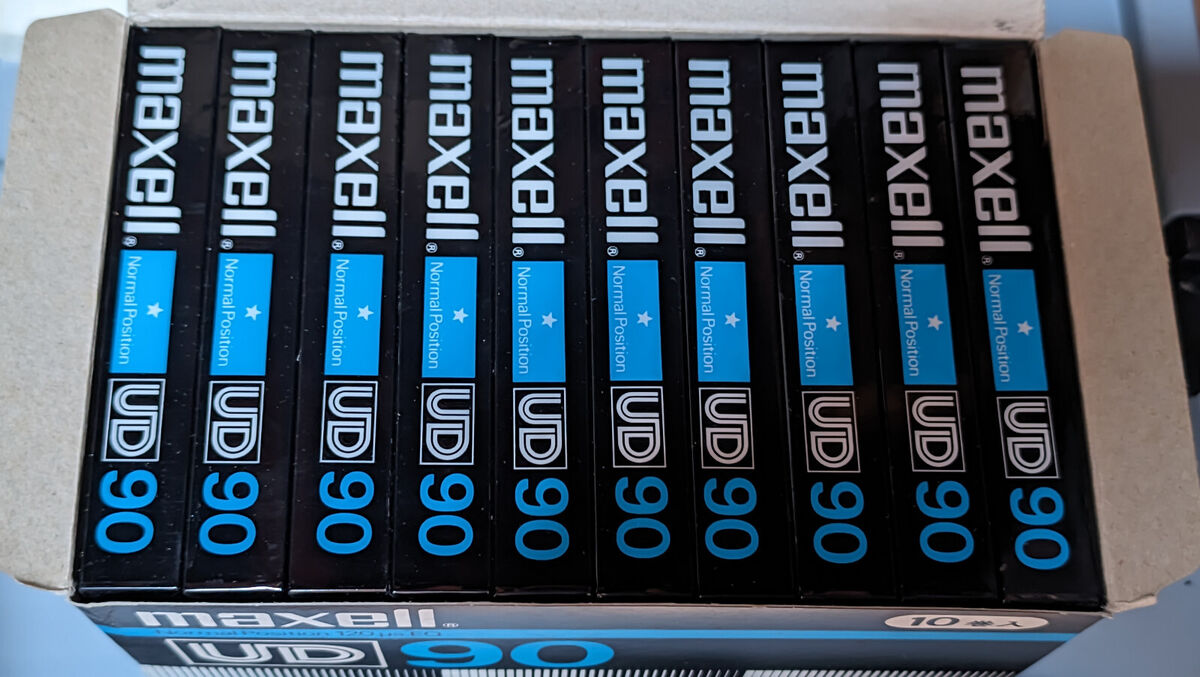 maxell®
Normal Position
UD
90
maxell®
Normal Position
UD
90
maxell®
Normal Position
UD
90
maxell®
Normal Position
UD
90
maxell®
Normal Position
UD
90
maxell®
Normal Position
UD
90
maxell®
Normal Position
UD
90
maxell®
Normal Position
UD
90
maxell®
Normal Position
UD
90
maxell®
Normal Position
UD
90
maxell®
10巻入
Normal Position 120μs EQ
UD 90